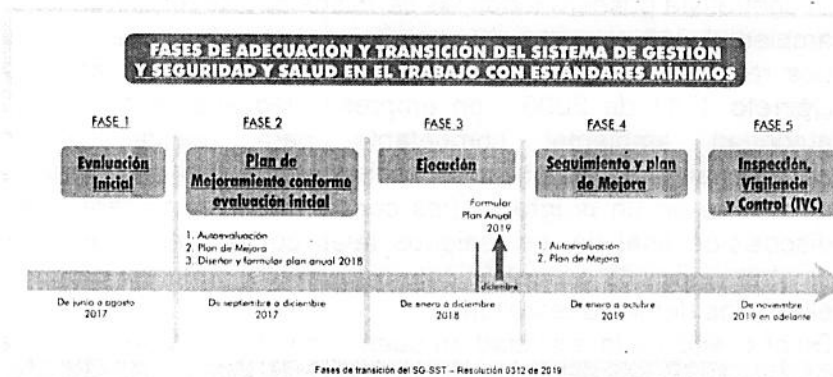 FASES DE ADECUACIÓN Y TRANSICIÓN DEL SISTEMA DE GESTIÓN
Y SEGURIDAD Y SALUD EN EL TRABAJO CON ESTÁNDARES MÍNIMOS
FASE 1
Evaluación
Inicial
De junio a agosto
2017
FASE 2
Plan de
Mejoramiento conforme
evaluación inicial
1. Autoevaluación
2. Plan de Mejora
3. Diseñar y formular plan anual 2018
De septiembre a diciembre
2017
FASE 3
Ejecución
Formular
Plan Anual
2019
diciembre
De enero a diciembre
2018
FASE 4
Seguimiento y plan
de Mejora
1. Autoevaluación
2. Plan de Mejora
De enero a octubre
2019
FASE 5
Inspección,
Vigilancia
y Control (IVC)
De noviembre
2019 en adelante
Fases de transición del SG-SST – Resolución 0312 de 2019